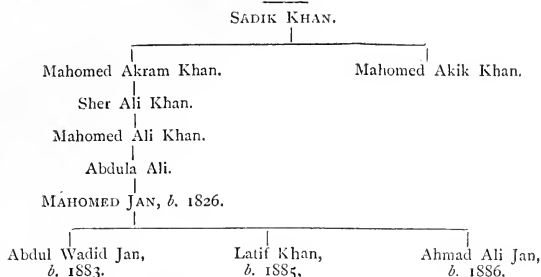 SADIK KHAN.
Mahomed Akram Khan. Mahomed Akik Khan.
Sher Ali Khan.
Mahomed Ali Khan.
Abdula Ali.
MAHOMED JAN, b. 1826.
Abdul Wadid Jan, Latif Khan, Ahmad Ali Jan,
b. 1883. b. 1885, b. 1886.